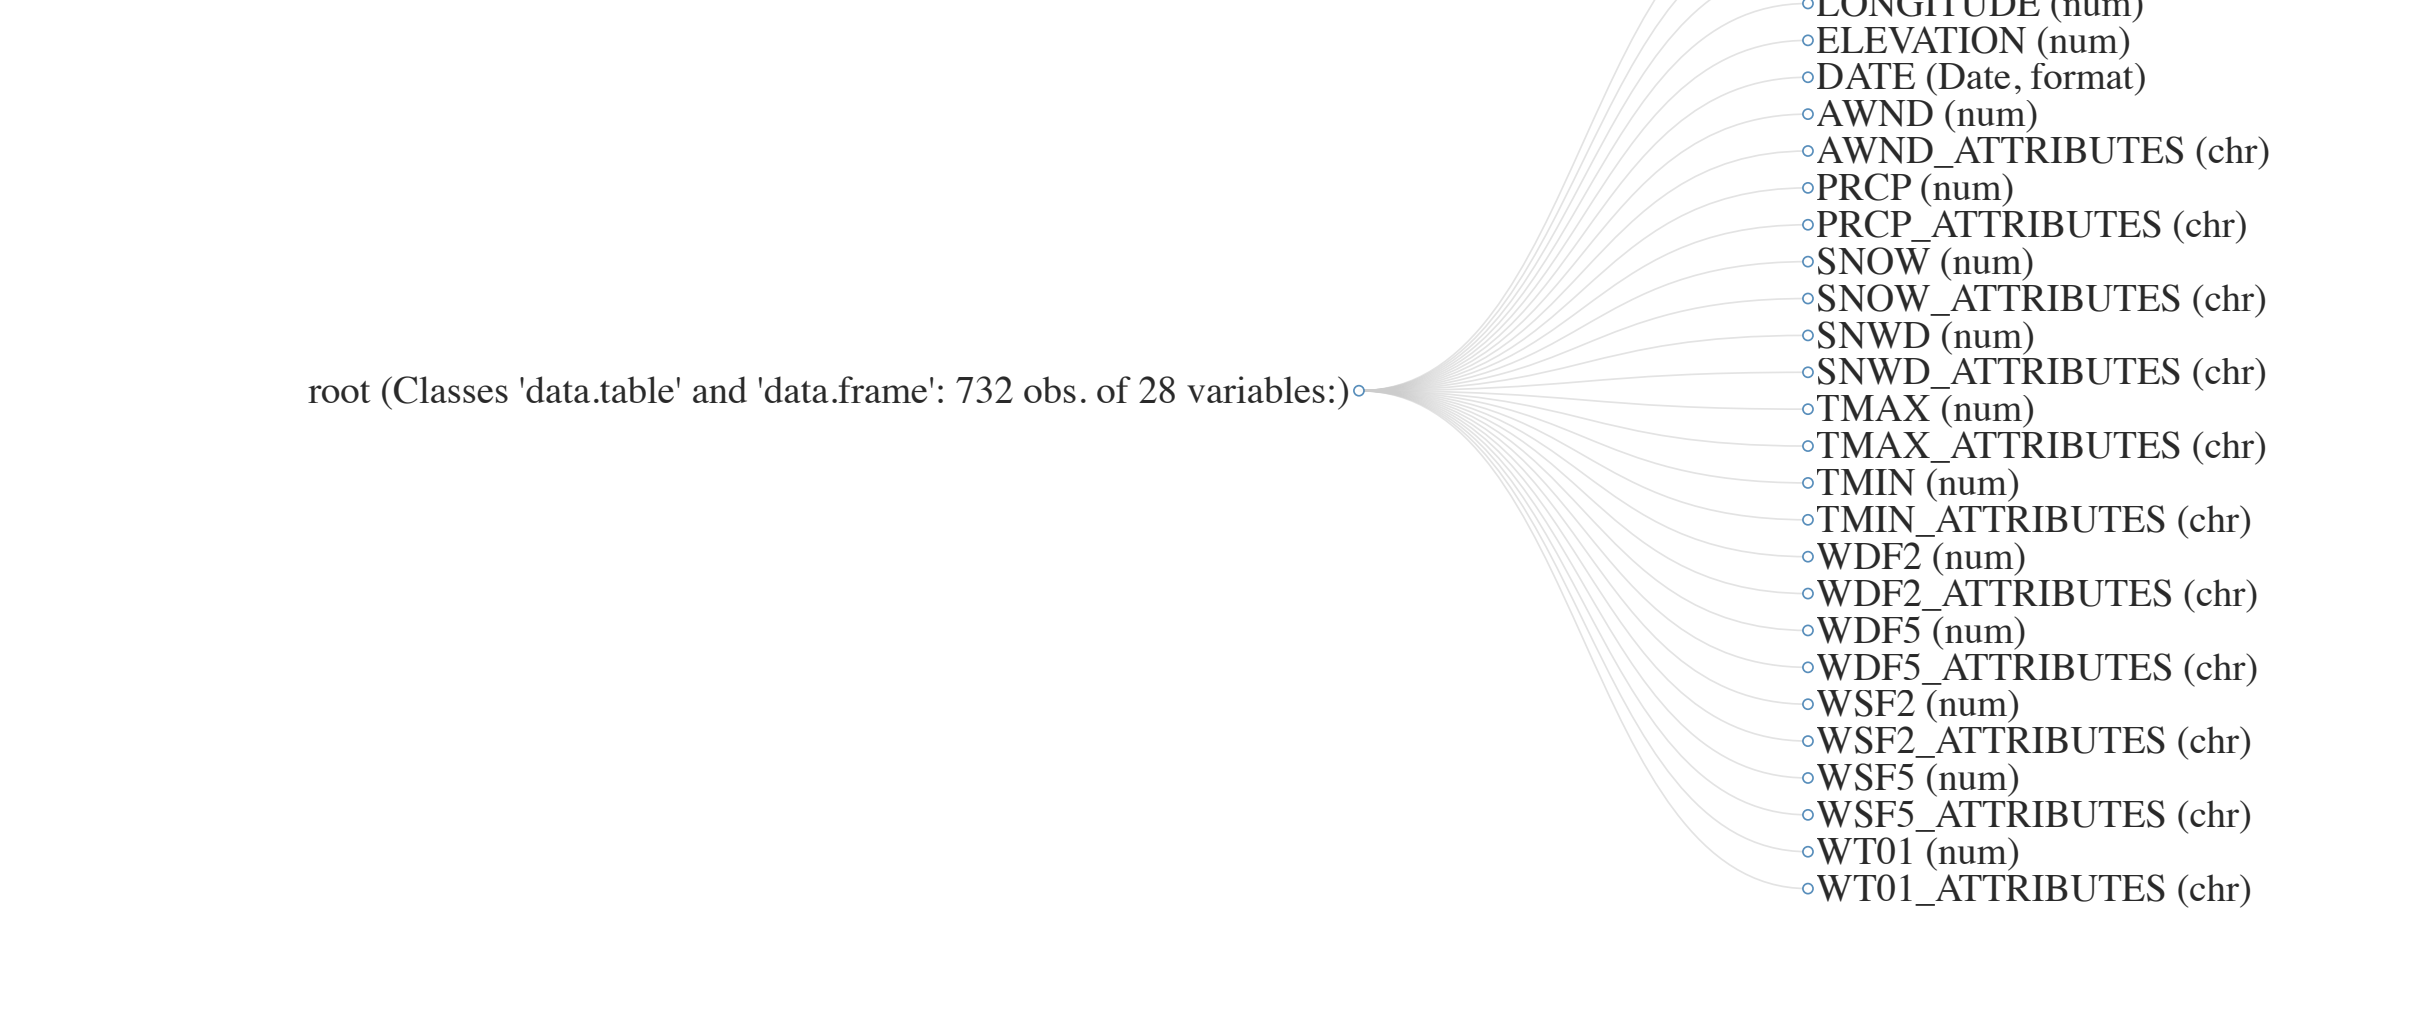 LONGITUDE (num)
ELEVATION (num)
DATE (Date, format)
AWND (num)
AWND_ATTRIBUTES (chr)
PRCP (num)
PRCP_ATTRIBUTES (chr)
SNOW (num)
SNOW_ATTRIBUTES (chr)
SNWD (num)
SNWD_ATTRIBUTES (chr)
root (Classes 'data.table' and 'data.frame': 732 obs. of 28 variables:)
TMAX (num)
TMAX_ATTRIBUTES (chr)
TMIN (num)
TMIN_ATTRIBUTES (chr)
WDF2 (num)
WDF2_ATTRIBUTES (chr)
WDF5 (num)
WDF5_ATTRIBUTES (chr)
WSF2 (num)
WSF2_ATTRIBUTES (chr)
WSF5 (num)
WSF5_ATTRIBUTES (chr)
WT01 (num)
WT01_ATTRIBUTES (chr)